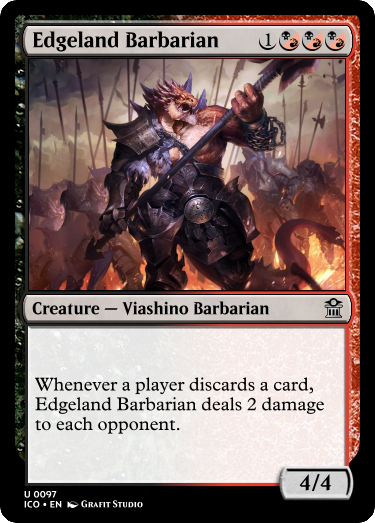 Edgeland Barbarian 1
Creature — Viashino Barbarian
Whenever a player discards a card,
Edgeland Barbarian deals 2 damage
to each opponent.
4/4
U 0097
ICO • EN Grafit Studio